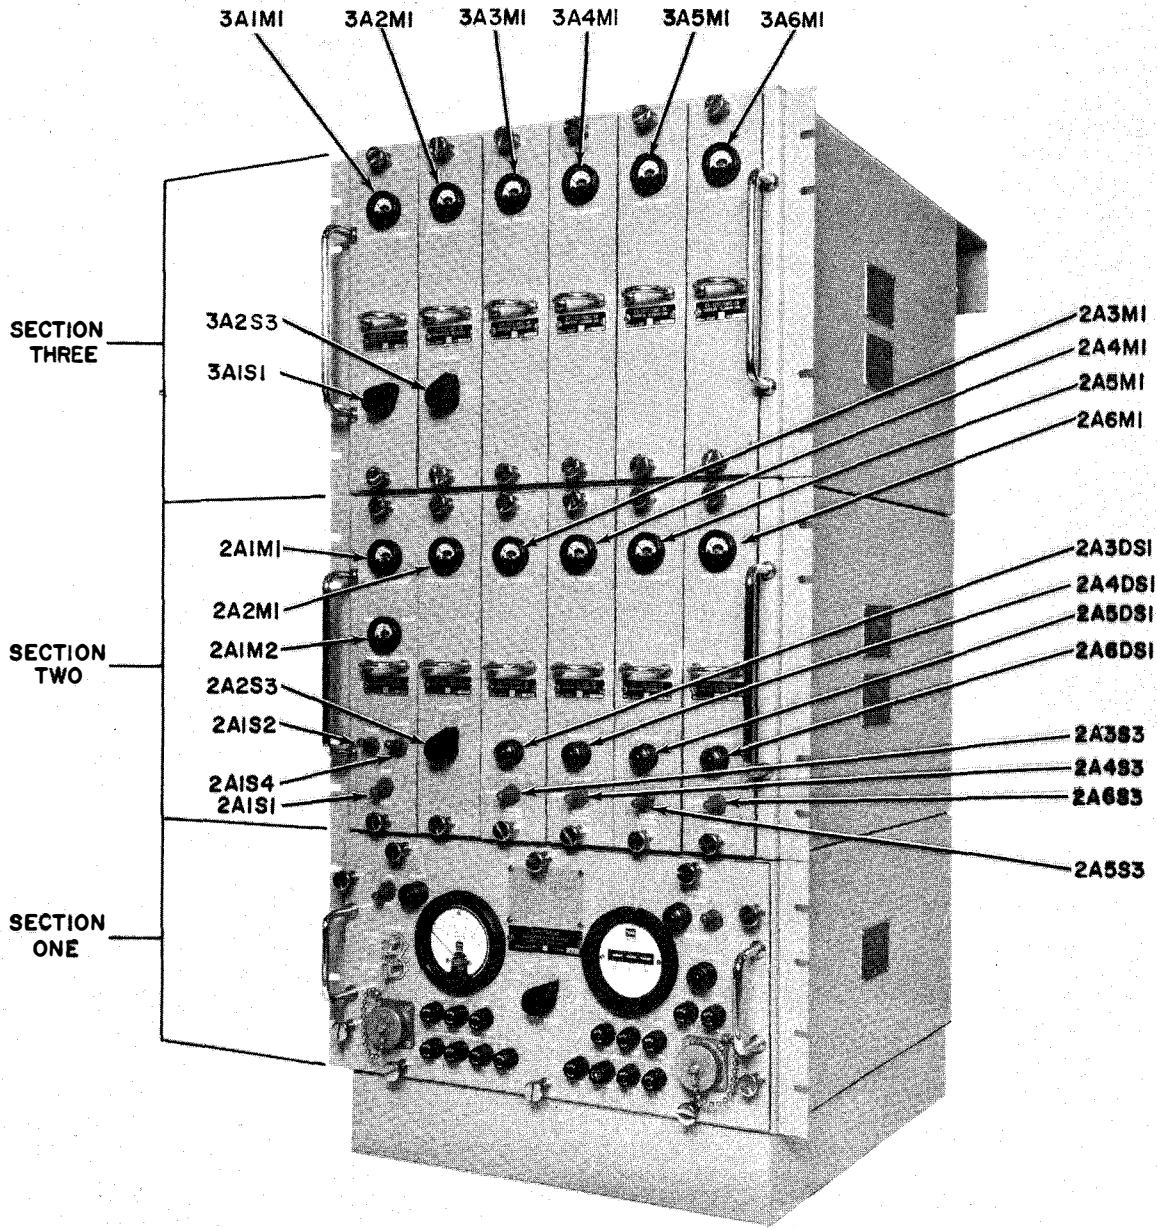 3A1M1
3A2M1
3A3M1
3A4M1
3A5M1
3A6M1
SECTION
THREE
3A2S3
3A1S1
2A3M1
2A4M1
2A5M1
2A6M1
SECTION
TWO
2A1M1
2A2M1
2A1M2
2A2S3
2A1S2
2A1S4
2A1S1
2A3DS1
2A4DS1
2A5DS1
2A6DS1
2A3S3
2A4S3
2A6S3
2A5S3
SECTION
ONE